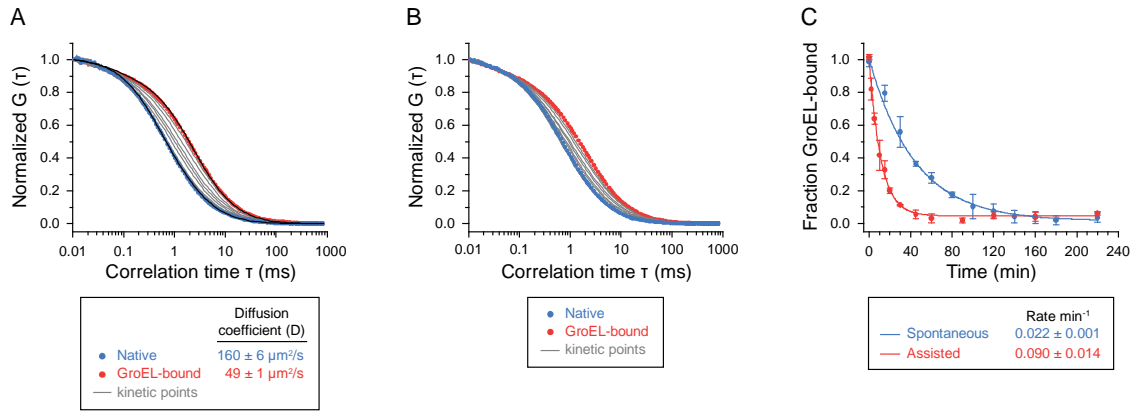 A
Normalized G (τ)
1.0
0.8
0.6
0.4
0.2
0.0
0.01 0.1 1 10 100 1000
Correlation time τ (ms)
Diffusion
coefficient (D)
Native 160 ± 6 µm²/s
GroEL-bound 49 ± 1 µm²/s
kinetic points
B
Normalized G (τ)
1.0
0.8
0.6
0.4
0.2
0.0
0.01 0.1 1 10 100 1000
Correlation time τ (ms)
Native
GroEL-bound
kinetic points
C
Fraction GroEL-bound
1.0
0.8
0.6
0.4
0.2
0.0
0 40 80 120 160 200 240
Time (min)
Rate min⁻¹
Spontaneous 0.022 ± 0.001
Assisted 0.090 ± 0.014